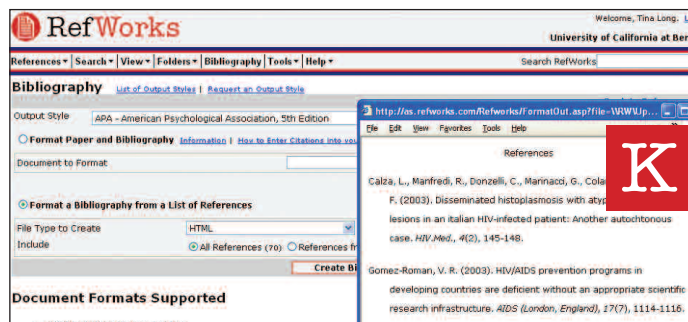 RefWorks
Welcome, Tina Long.
University of California at Ber
References Search View Folders Bibliography Tools Help
Search RefWorks
Bibliography List of Output Styles | Request an Output Style
Output Style
APA - American Psychological Association, 5th Edition
Format Paper and Bibliography Information | How to Enter Citations into you
Document to Format
Format a Bibliography from a List of References
File Type to Create
HTML
Include
All References (70) References fr
Create Bi
Document Formats Supported
http://as.refworks.com/Refworks/FormatOut.asp?file=\RWWUp...
File Edit View Favorites Tools Help
References
Calza, L., Manfredi, R., Donzelli, C., Marinacci, G., Cola
F. (2003). Disseminated histoplasmosis with atyp
lesions in an italian HIV-infected patient: Another autochtonous
case. HIV.Med., 4(2), 145-148.
Gomez-Roman, V. R. (2003). HIV/AIDS prevention programs in
developing countries are deficient without an appropriate scientific
research infrastructure. AIDS (London, England), 17(7), 1114-1116.
K